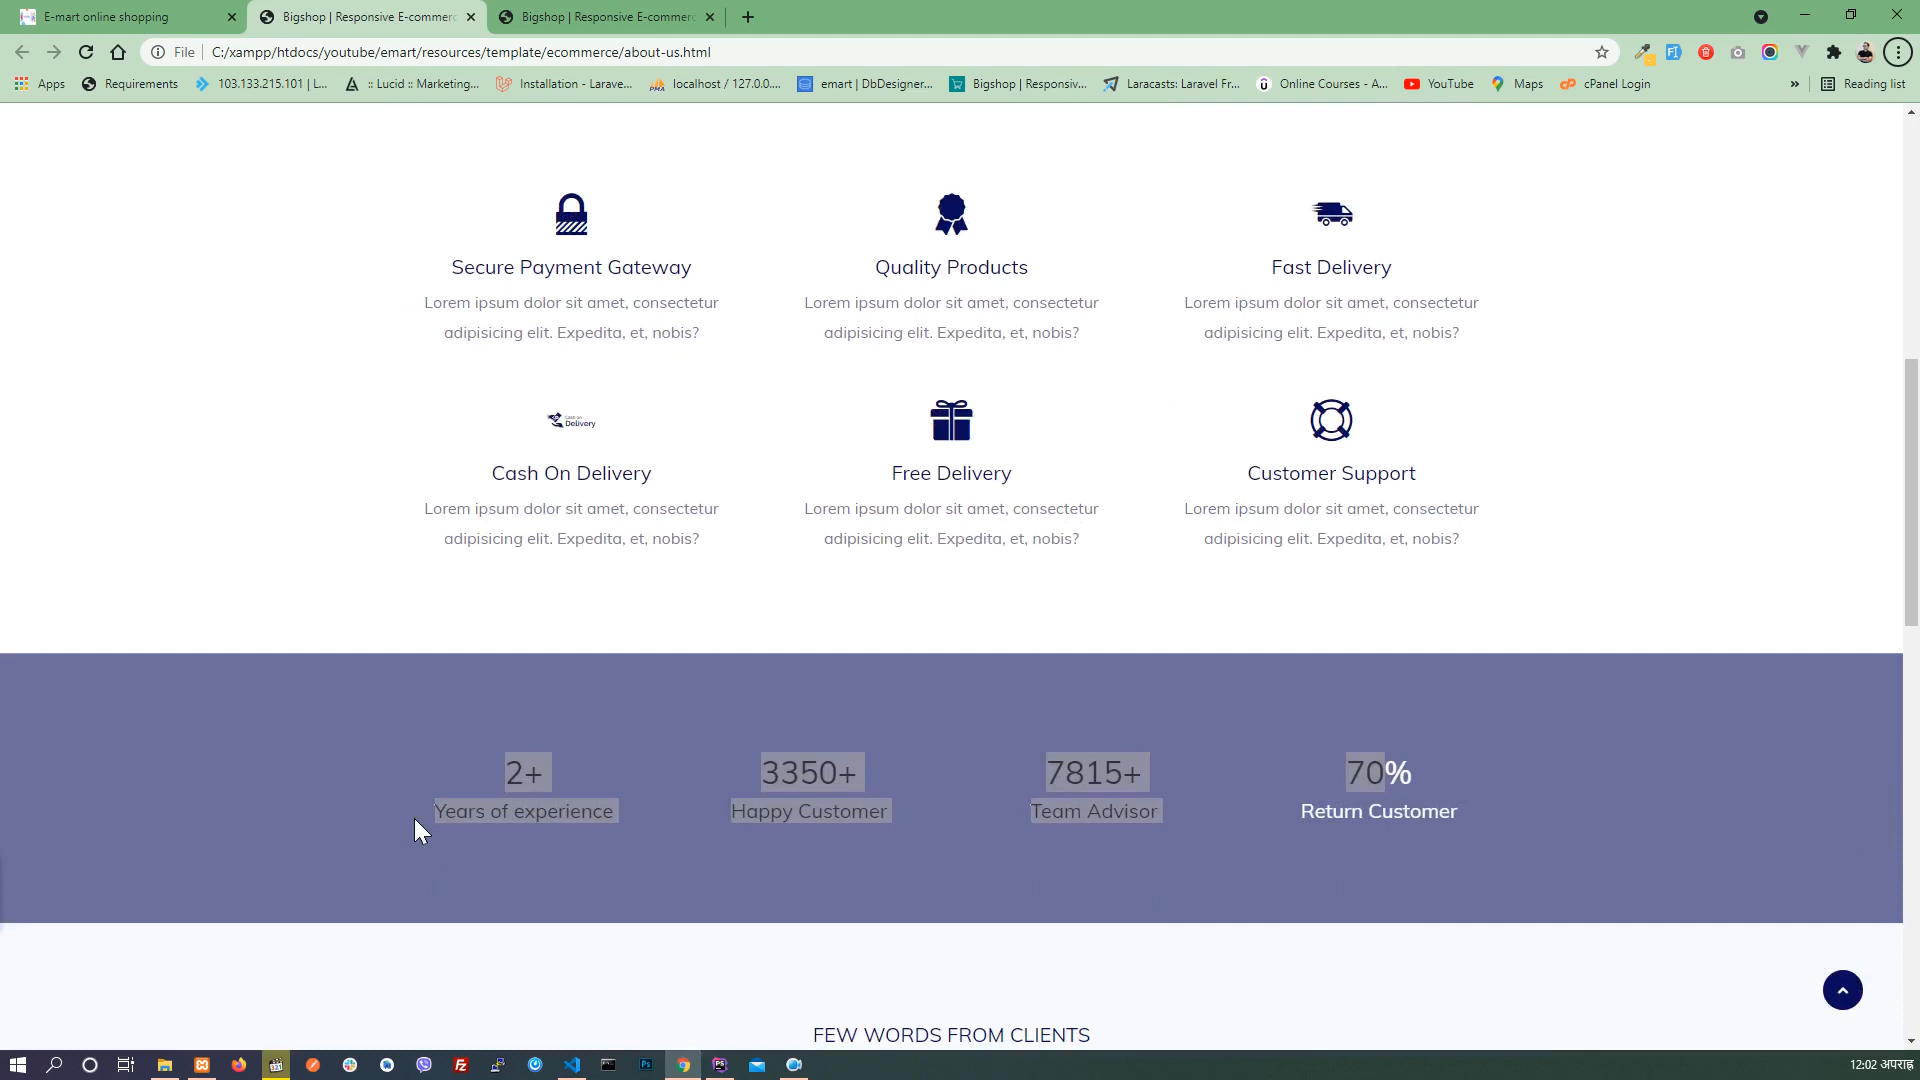 E-mart online shopping
Bigshop | Responsive E-commerc
Bigshop | Responsive E-commerc
File
C:/xampp/htdocs/youtube/emart/resources/template/ecommerce/about-us.html
Apps
Requirements
103.133.215.101 | L...
:: Lucid :: Marketing...
Installation - Larave...
localhost / 127.0.0....
emart | DbDesigner...
Bigshop | Responsiv...
Laracasts: Laravel Fr...
Online Courses - A...
YouTube
Maps
cPanel Login
»
Reading list
Secure Payment Gateway
Lorem ipsum dolor sit amet, consectetur
adipisicing elit. Expedita, et, nobis?
Quality Products
Lorem ipsum dolor sit amet, consectetur
adipisicing elit. Expedita, et, nobis?
Fast Delivery
Lorem ipsum dolor sit amet, consectetur
adipisicing elit. Expedita, et, nobis?
Cash on
Delivery
Cash On Delivery
Lorem ipsum dolor sit amet, consectetur
adipisicing elit. Expedita, et, nobis?
Free Delivery
Lorem ipsum dolor sit amet, consectetur
adipisicing elit. Expedita, et, nobis?
Customer Support
Lorem ipsum dolor sit amet, consectetur
adipisicing elit. Expedita, et, nobis?
2+
Years of experience
3350+
Happy Customer
7815+
Team Advisor
70%
Return Customer
FEW WORDS FROM CLIENTS
12:02 अपराह्न